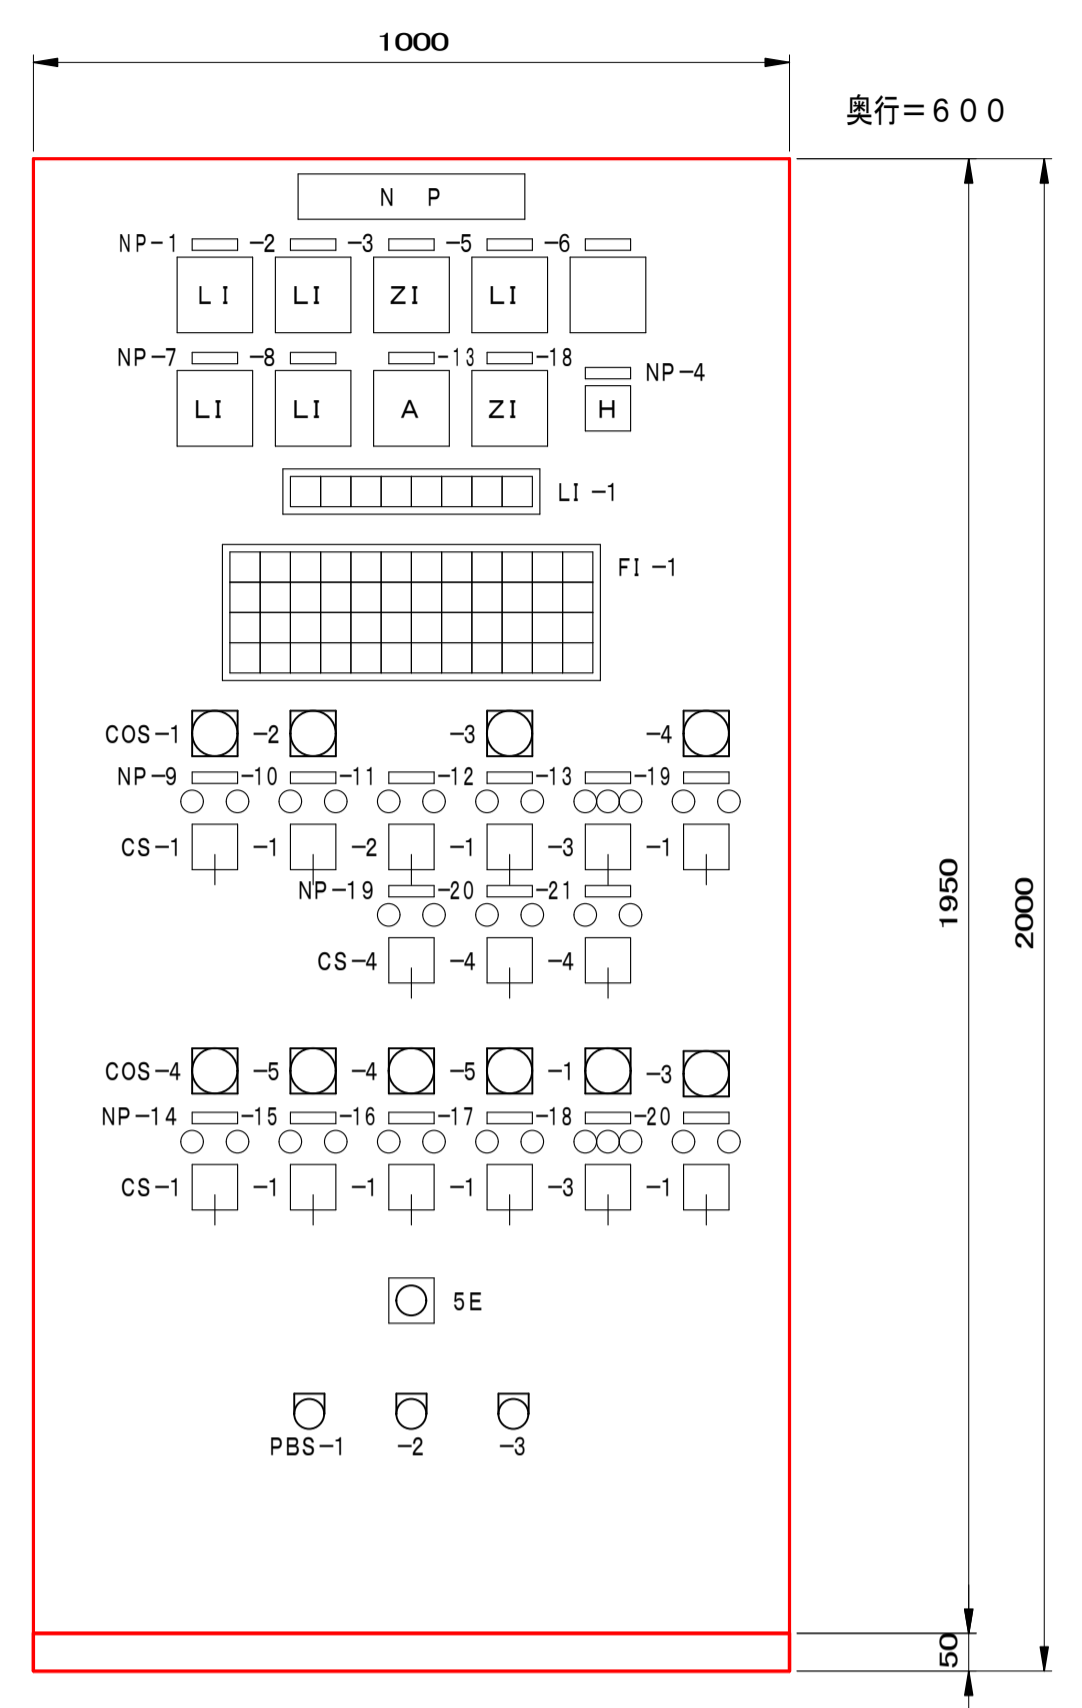 1000
奥行＝６００
N P
NP-1 -2 -3 -5 -6
LI LI ZI LI
NP-7 -8 -13 -18 NP-4
LI LI A ZI H
LI-1
FI-1
COS-1 -2 -3 -4
NP-9 -10 -11 -12 -13 -19
CS-1 -1 -2 -1 -3 -1
NP-19 -20 -21
CS-4 -4 -4
1950
2000
COS-4 -5 -4 -5 -1 -3
NP-14 -15 -16 -17 -18 -20
CS-1 -1 -1 -1 -3 -1
5E
PBS-1 -2 -3
50